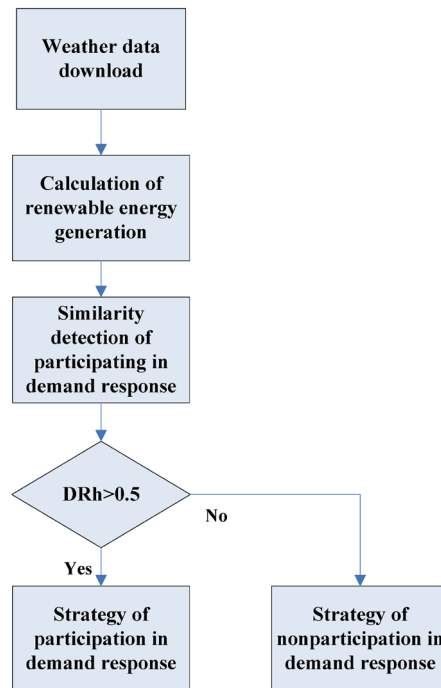 Weather data
download
Calculation of
renewable energy
generation
Similarity
detection of
participating in
demand response
DRh>0.5
No
Yes
Strategy of
participation in
demand response
Strategy of
nonparticipation in
demand response